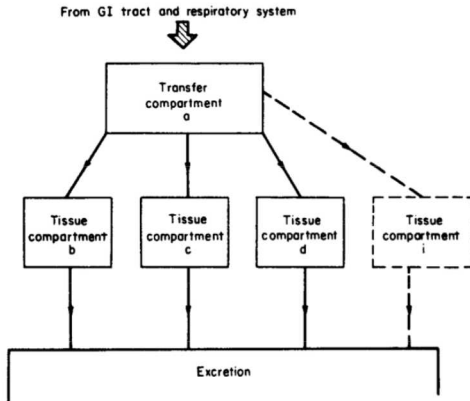 From GI tract and respiratory system
Transfer
compartment
a
Tissue
compartment
b
Tissue
compartment
c
Tissue
compartment
d
Tissue
compartment
i
Excretion